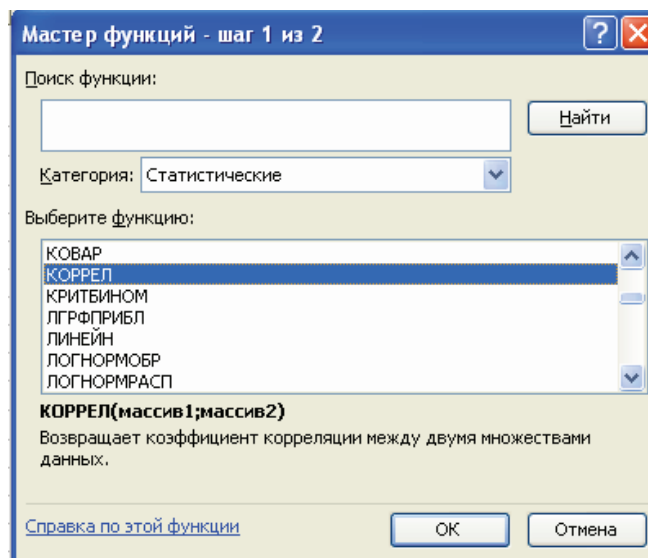 Мастер функций - шаг 1 из 2
Поиск функции:
Найти
Категория: Статистические
Выберите функцию:
КОВАР
КОРРЕЛ
КРИТБИНОМ
ЛГРФПРИБЛ
ЛИНЕЙН
ЛОГНОРМОБР
ЛОГНОРМРАСП
КОРРЕЛ(массив1;массив2)
Возвращает коэффициент корреляции между двумя множествами
данных.
Справка по этой функции
ОК
Отмена